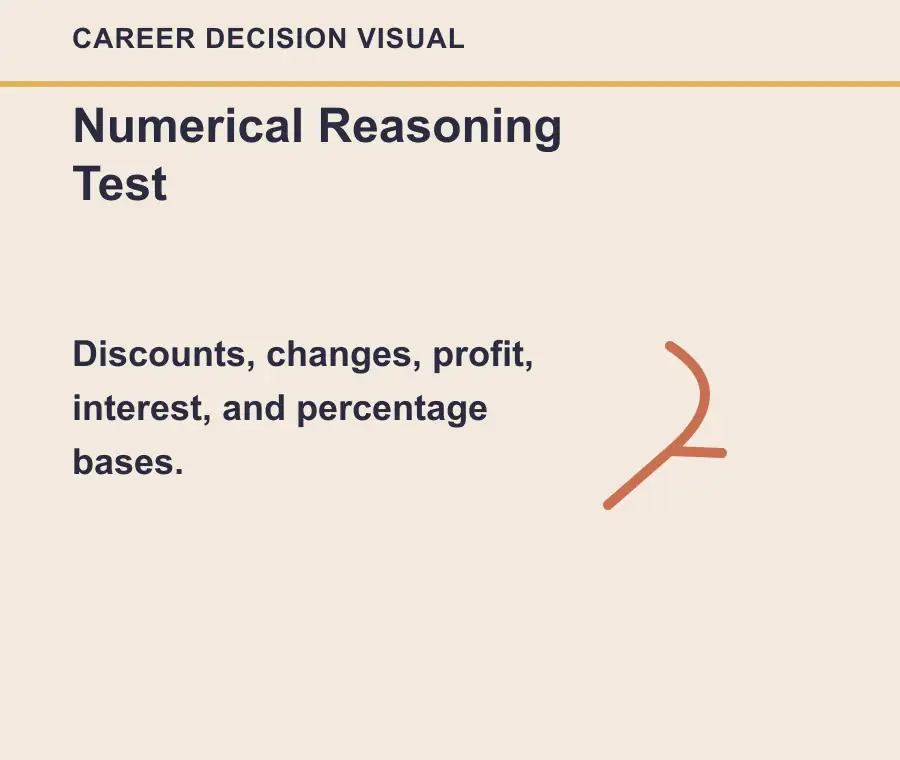 CAREER DECISION VISUAL
Numerical Reasoning
Test
Discounts, changes, profit,
interest, and percentage
bases.